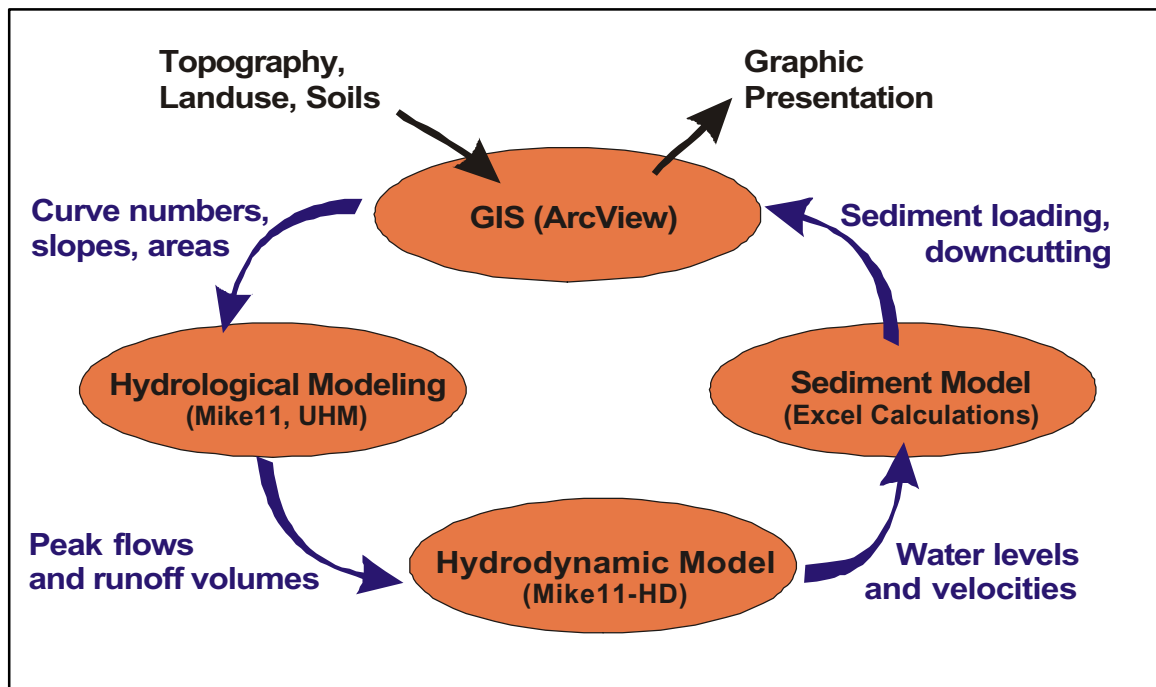 Topography,
Landuse, Soils
Graphic
Presentation
GIS (ArcView)
Curve numbers,
slopes, areas
Sediment loading,
downcutting
Hydrological Modeling
(Mike11, UHM)
Sediment Model
(Excel Calculations)
Peak flows
and runoff volumes
Hydrodynamic Model
(Mike11-HD)
Water levels
and velocities